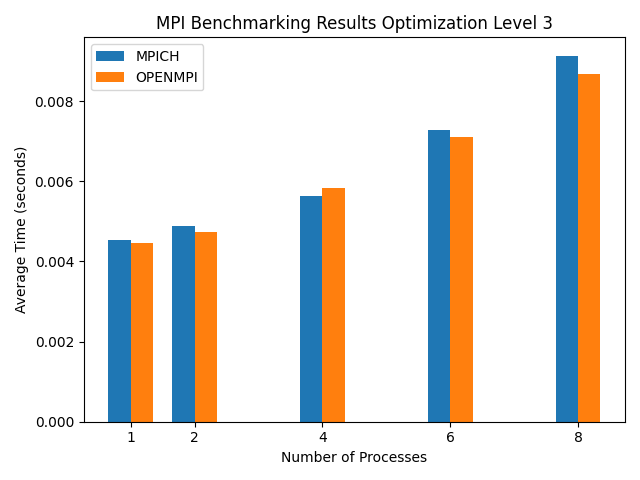 MPI Benchmarking Results Optimization Level 3
MPICH
OPENMPI
Average Time (seconds)
0.008
0.006
0.004
0.002
0.000
1 2 4 6 8
Number of Processes